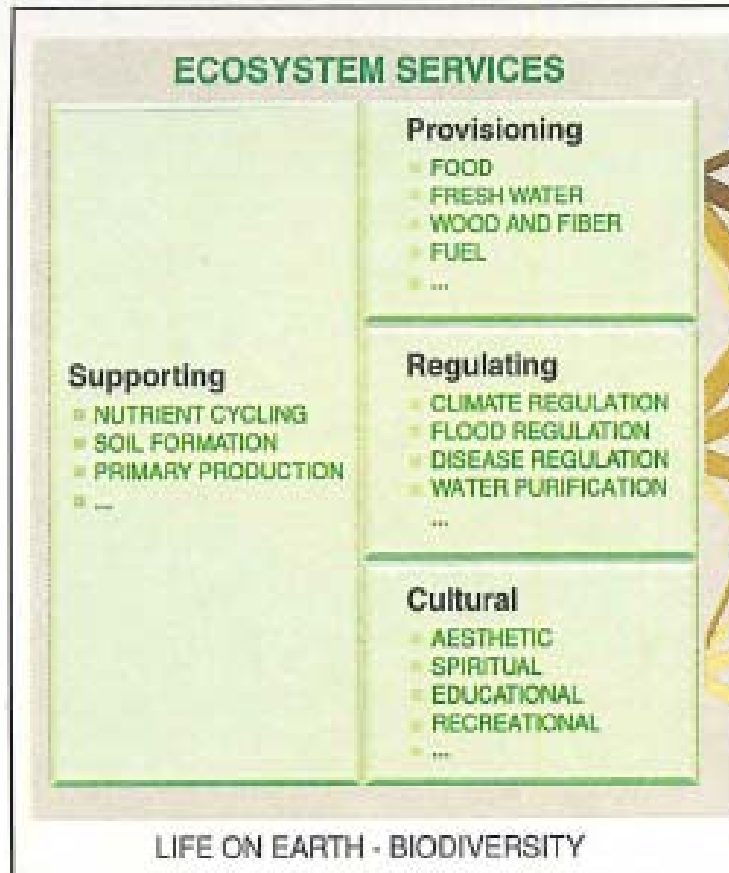 ECOSYSTEM SERVICES
Supporting
NUTRIENT CYCLING
SOIL FORMATION
PRIMARY PRODUCTION
...
Provisioning
FOOD
FRESH WATER
WOOD AND FIBER
FUEL
...
Regulating
CLIMATE REGULATION
FLOOD REGULATION
DISEASE REGULATION
WATER PURIFICATION
...
Cultural
AESTHETIC
SPIRITUAL
EDUCATIONAL
RECREATIONAL
...
LIFE ON EARTH - BIODIVERSITY